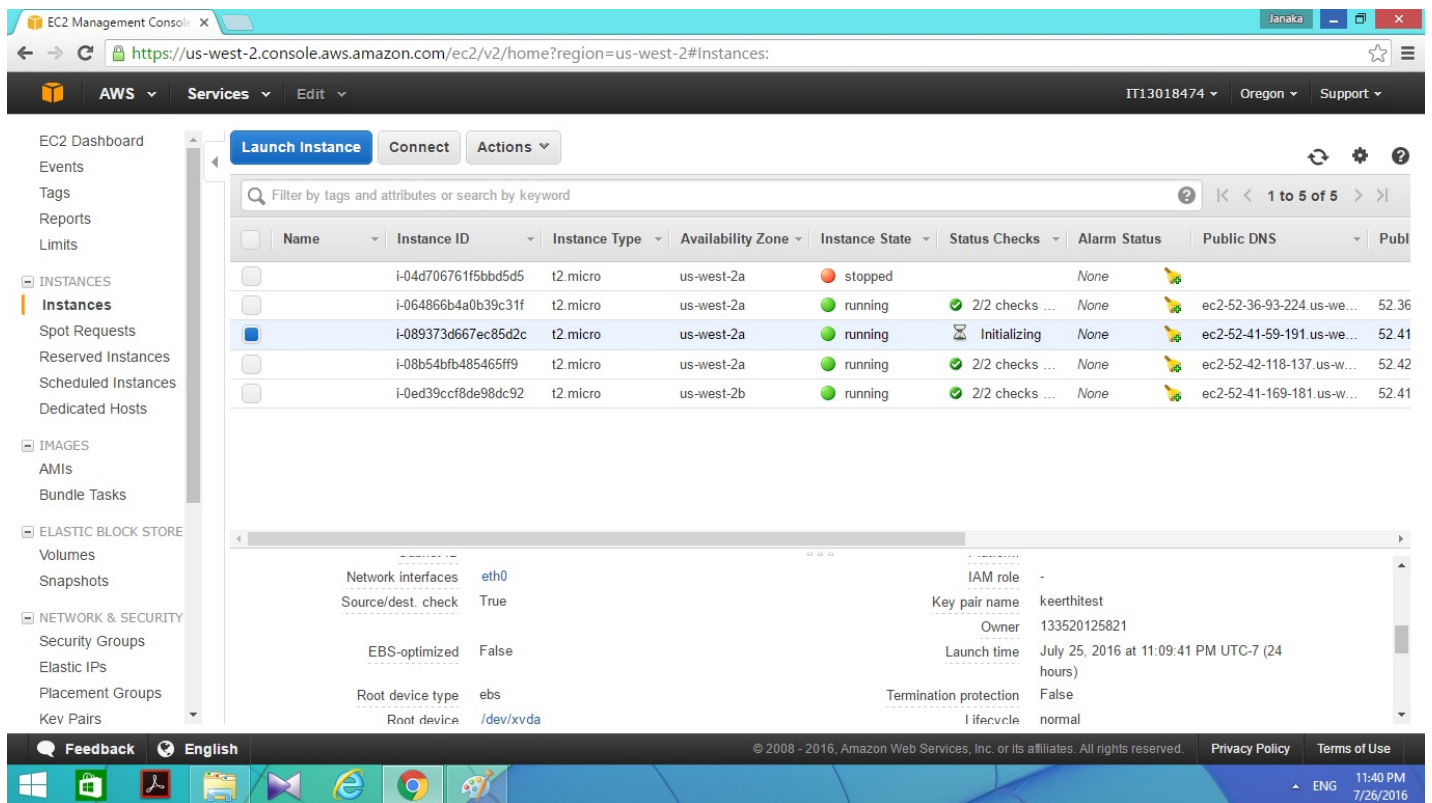 EC2 Management Console
Janaka
https://us-west-2.console.aws.amazon.com/ec2/v2/home?region=us-west-2#Instances:
AWS Services Edit IT13018474 Oregon Support
EC2 Dashboard
Events
Tags
Reports
Limits
INSTANCES
Instances
Spot Requests
Reserved Instances
Scheduled Instances
Dedicated Hosts
IMAGES
AMIs
Bundle Tasks
ELASTIC BLOCK STORE
Volumes
Snapshots
NETWORK & SECURITY
Security Groups
Elastic IPs
Placement Groups
Key Pairs
Launch Instance Connect Actions
Filter by tags and attributes or search by keyword 1 to 5 of 5
Name Instance ID Instance Type Availability Zone Instance State Status Checks Alarm Status Public DNS Publ
i-04d706761f5bbd5d5 t2.micro us-west-2a stopped None
i-064866b4a0b39c31f t2.micro us-west-2a running 2/2 checks ... None ec2-52-36-93-224.us-we... 52.36
i-089373d667ec85d2c t2.micro us-west-2a running Initializing None ec2-52-41-59-191.us-we... 52.41
i-08b54bfb485465ff9 t2.micro us-west-2a running 2/2 checks ... None ec2-52-42-118-137.us-w... 52.42
i-0ed39ccf8de98dc92 t2.micro us-west-2b running 2/2 checks ... None ec2-52-41-169-181.us-w... 52.41
Network interfaces eth0 IAM role -
Source/dest. check True Key pair name keerthitest
Owner 133520125821
EBS-optimized False Launch time July 25, 2016 at 11:09:41 PM UTC-7 (24
hours)
Root device type ebs Termination protection False
Root device /dev/xvda Lifecycle normal
Feedback English © 2008 - 2016, Amazon Web Services, Inc. or its affiliates. All rights reserved. Privacy Policy Terms of Use
ENG 11:40 PM
7/26/2016